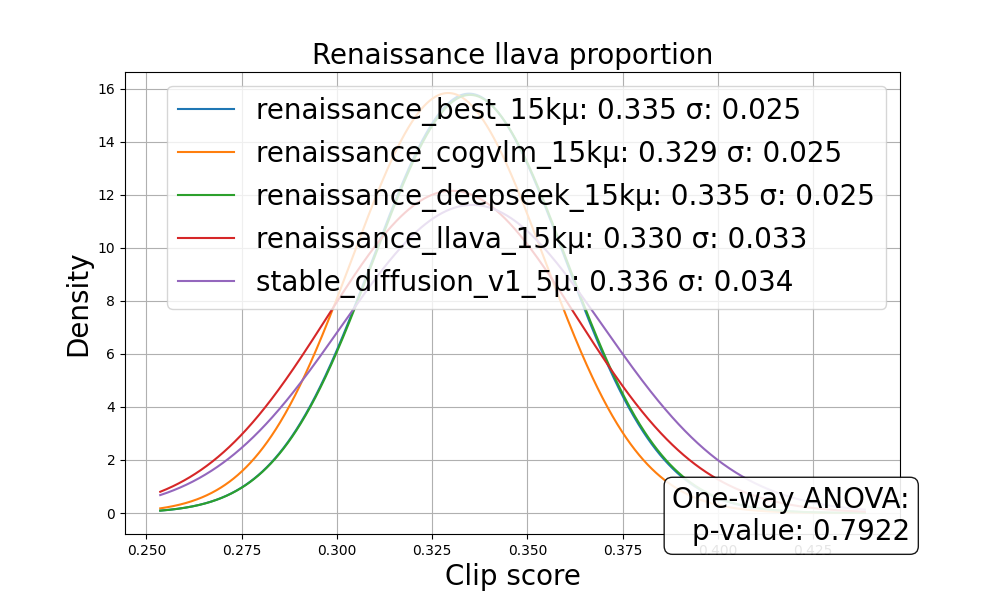 Renaissance llava proportion
16
14
12
10
8
6
4
2
0
Density
renaissance_best_15kμ: 0.335 σ: 0.025
renaissance_cogvlm_15kμ: 0.329 σ: 0.025
renaissance_deepseek_15kμ: 0.335 σ: 0.025
renaissance_llava_15kμ: 0.330 σ: 0.033
stable_diffusion_v1_5μ: 0.336 σ: 0.034
One-way ANOVA:
p-value: 0.7922
0.250 0.275 0.300 0.325 0.350 0.375 0.400 0.425
Clip score